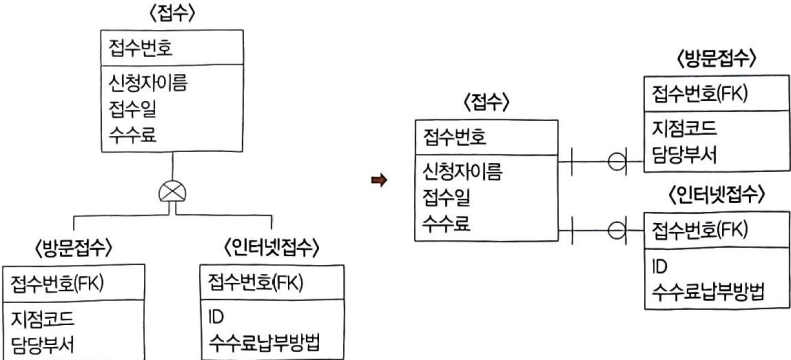 〈접수〉
접수번호
신청자이름
접수일
수수료
〈방문접수〉
접수번호(FK)
지점코드
담당부서
〈인터넷접수〉
접수번호(FK)
ID
수수료납부방법
〈접수〉
접수번호
신청자이름
접수일
수수료
〈방문접수〉
접수번호(FK)
지점코드
담당부서
〈인터넷접수〉
접수번호(FK)
ID
수수료납부방법